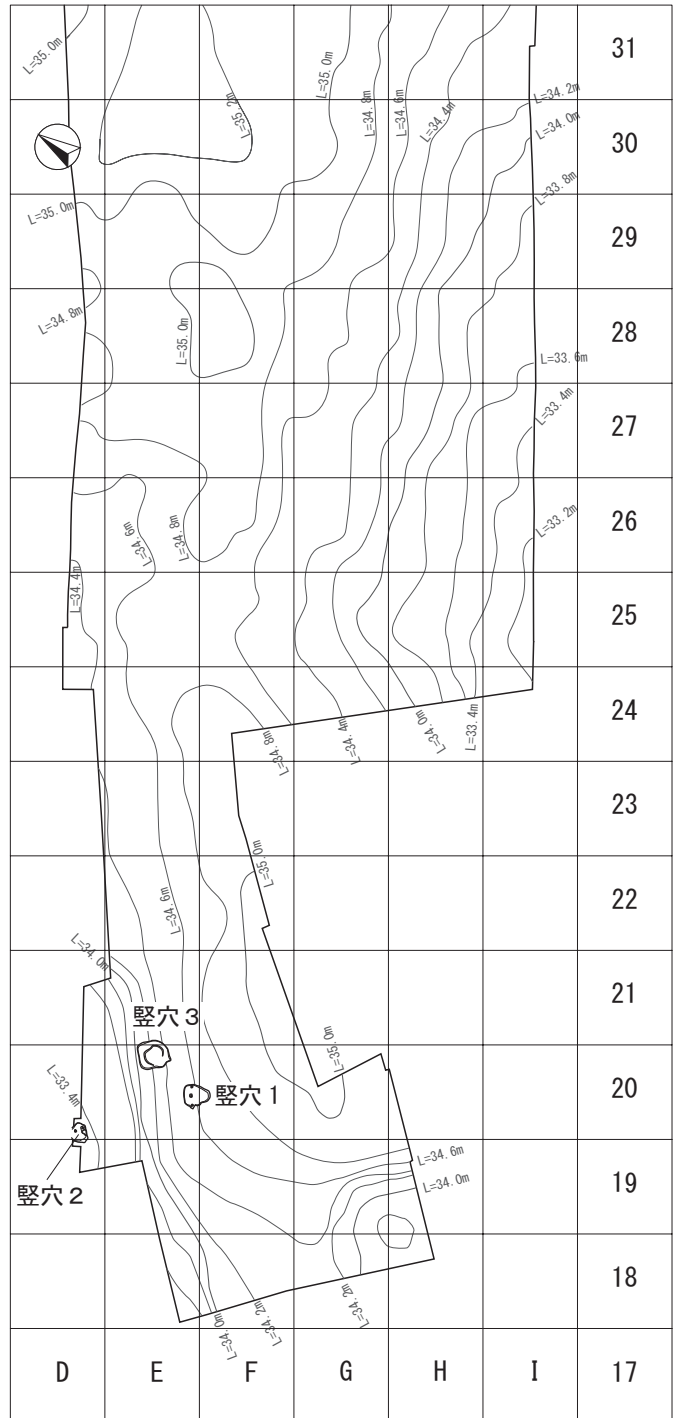 L=35.0m
L=35.2m
L=35.0m
L=34.8m
L=34.6m
L=34.4m
31
L=34.2m
L=34.0m
30
L=33.8m
L=35.0m
29
L=34.8m
L=35.0m
28
L=33.6m
L=33.4m
27
L=34.6m
L=34.8m
L=33.2m
26
L=34.4m
25
L=34.8m
L=34.4m
L=34.0m
L=33.4m
24
23
L=35.0m
L=34.6m
22
L=34.0m
21
竪穴3
L=35.0m
竪穴1
20
L=33.4m
竪穴2
L=34.6m
L=34.0m
19
L=34.0m
L=34.2m
L=34.2m
18
D E F G H I 17